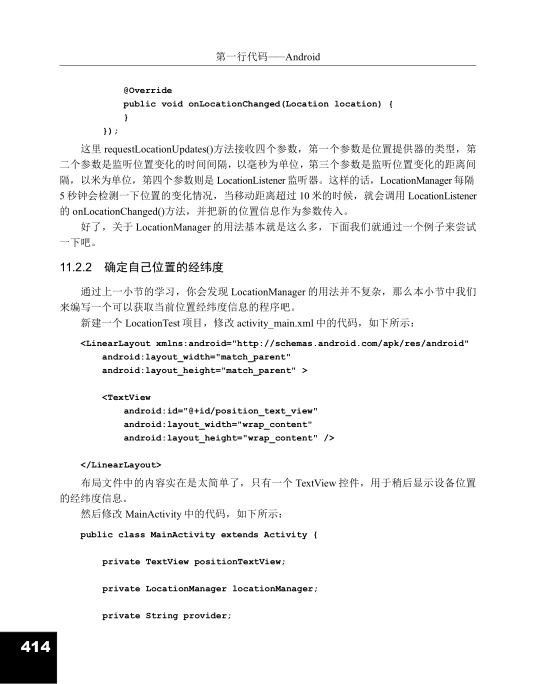 第一行代码——Android
@Override
public void onLocationChanged(Location location) {
}
});
这里 requestLocationUpdates()方法接收四个参数，第一个参数是位置提供器的类型，第
二个参数是监听位置变化的时间间隔，以毫秒为单位，第三个参数是监听位置变化的距离间
隔，以米为单位，第四个参数则是 LocationListener 监听器。这样的话，LocationManager 每隔
5 秒钟会检测一下位置的变化情况，当移动距离超过 10 米的时候，就会调用 LocationListener
的 onLocationChanged()方法，并把新的位置信息作为参数传入。
好了，关于 LocationManager 的用法基本就是这么多，下面我们就通过一个例子来尝试
一下吧。
11.2.2 确定自己位置的经纬度
通过上一小节的学习，你会发现 LocationManager 的用法并不复杂，那么本小节中我们
来编写一个可以获取当前位置经纬度信息的程序吧。
新建一个 LocationTest 项目，修改 activity_main.xml 中的代码，如下所示：
<LinearLayout xmlns:android="http://schemas.android.com/apk/res/android"
android:layout_width="match_parent"
android:layout_height="match_parent" >
<TextView
android:id="@+id/position_text_view"
android:layout_width="wrap_content"
android:layout_height="wrap_content" />
</LinearLayout>
布局文件中的内容实在是太简单了，只有一个 TextView 控件，用于稍后显示设备位置
的经纬度信息。
然后修改 MainActivity 中的代码，如下所示：
public class MainActivity extends Activity {
private TextView positionTextView;
private LocationManager locationManager;
private String provider;
414